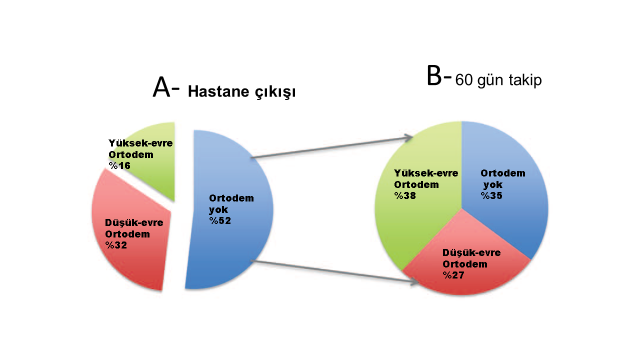 A- Hastane çıkışı
B- 60 gün takip
Yüksek-evre
Ortodem
%16
Düşük-evre
Ortodem
%32
Ortodem
yok
%52
Yüksek-evre
Ortodem
%38
Ortodem
yok
%35
Düşük-evre
Ortodem
%27